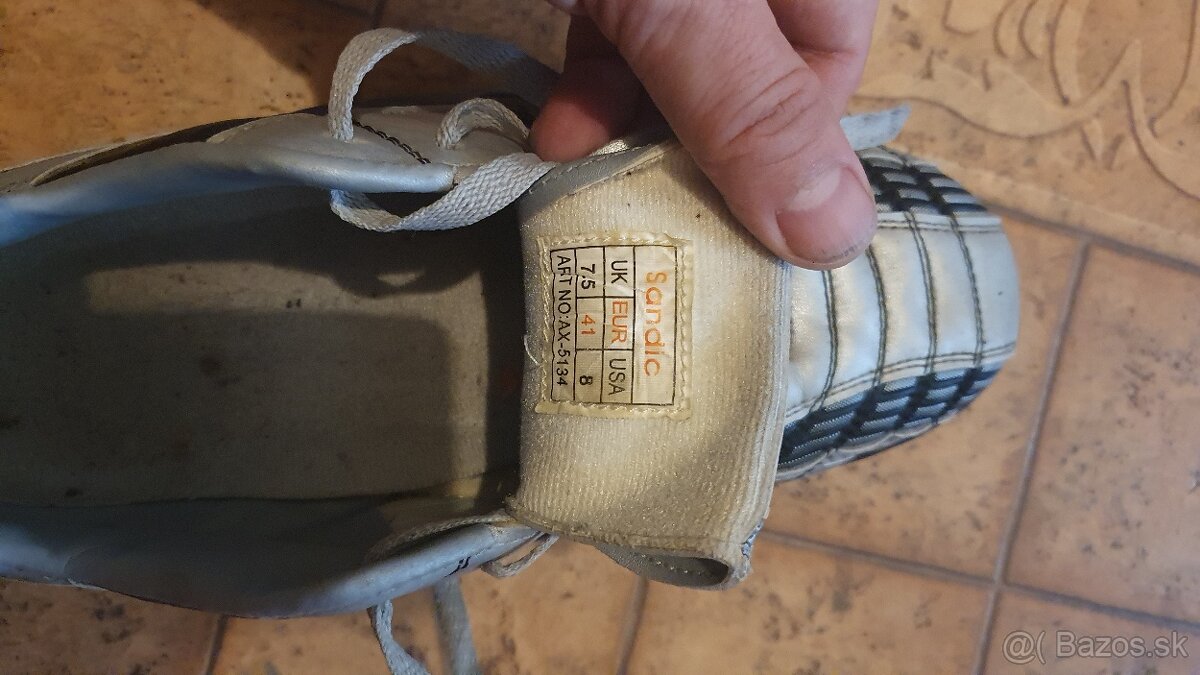 Sandic
UK EUR USA
7,5 41 8
ART NO:AX-5134
@( Bazos.sk